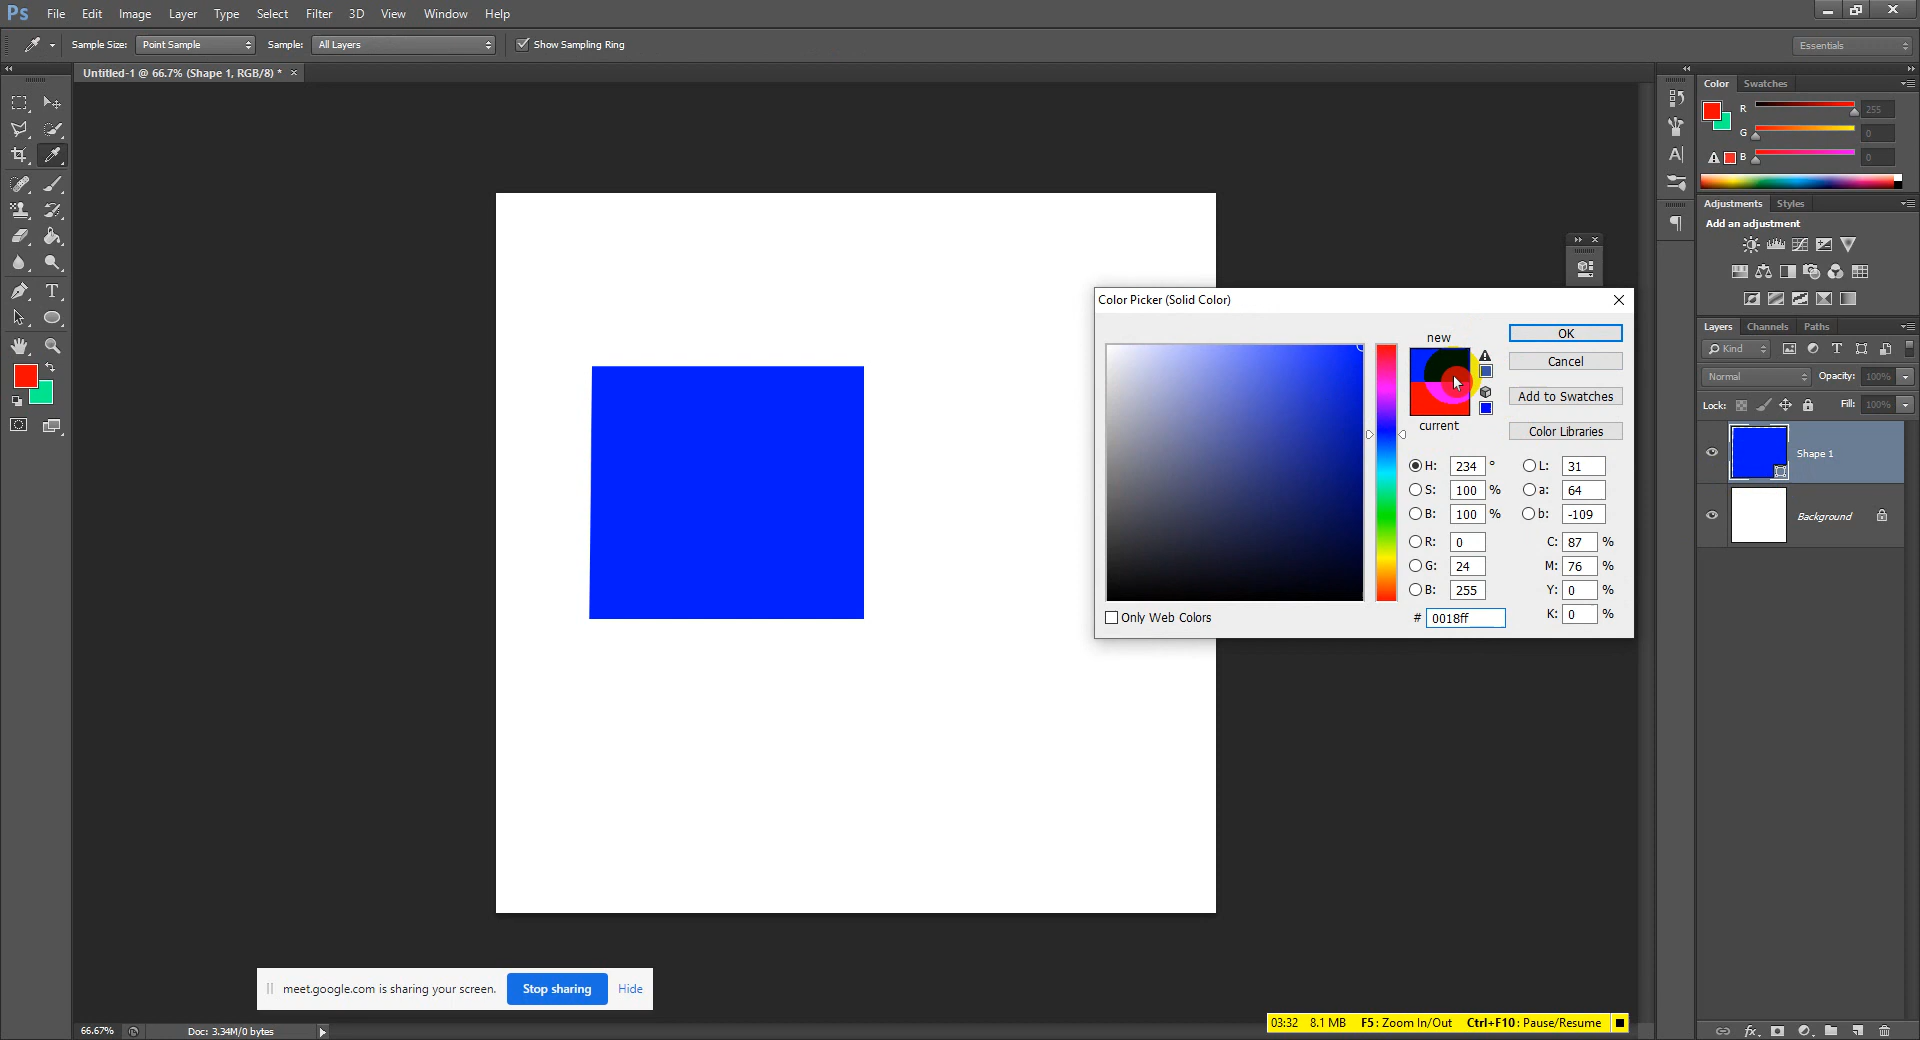 Ps File Edit Image Layer Type Select Filter 3D View Window Help
Sample Size: Point Sample Sample: All Layers Show Sampling Ring Essentials
Untitled-1 @ 66.7% (Shape 1, RGB/8) *
Color Swatches
R 255
G 0
B 0
Adjustments Styles
Add an adjustment
Color Picker (Solid Color)
new OK
Cancel
Add to Swatches
current Color Libraries
H: 234 ° L: 31
S: 100 % a: 64
B: 100 % b: -109
R: 0 C: 87 %
G: 24 M: 76 %
B: 255 Y: 0 %
Only Web Colors # 0018ff K: 0 %
Layers Channels Paths
Kind
Normal Opacity: 100%
Lock: Fill: 100%
Shape 1
Background
meet.google.com is sharing your screen. Stop sharing Hide
66.67% Doc: 3.34M/0 bytes
03:32 8.1 MB F5: Zoom In/Out Ctrl+F10: Pause/Resume